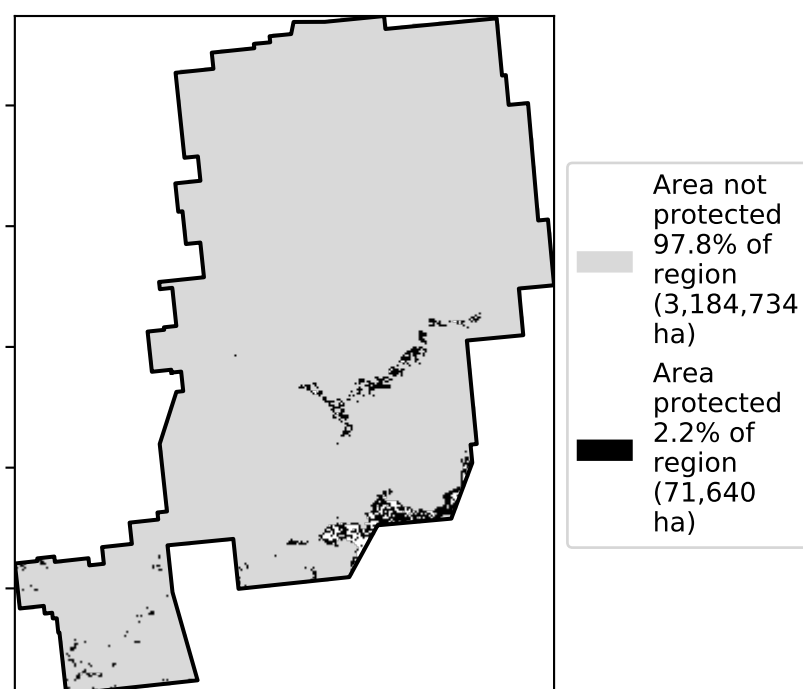 Area not
protected
97.8% of
region
(3,184,734
ha)
Area
protected
2.2% of
region
(71,640
ha)